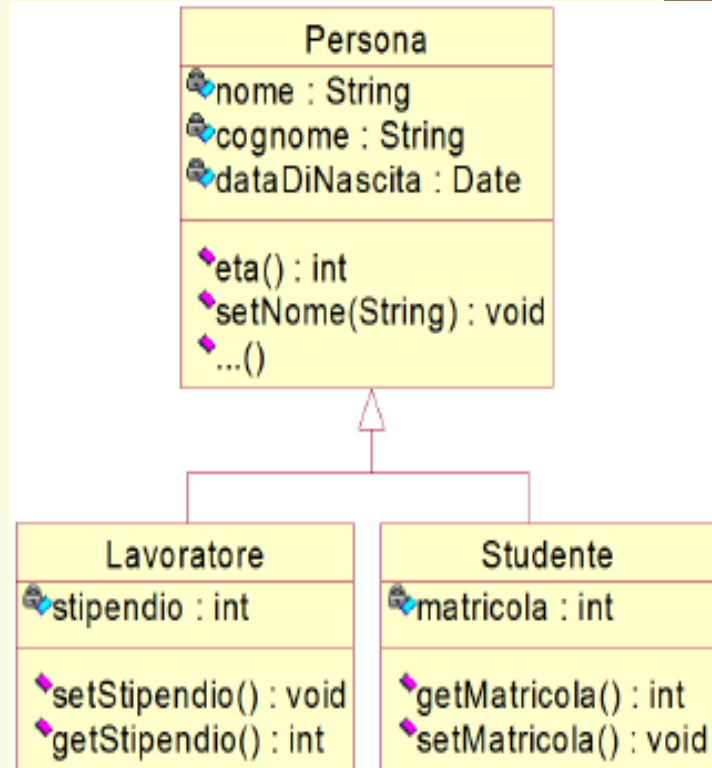 Persona
nome : String
cognome : String
dataDiNascita : Date
eta() : int
setNome(String) : void
...()
Lavoratore
stipendio : int
setStipendio() : void
getStipendio() : int
Studente
matricola : int
getMatricola() : int
setMatricola() : void